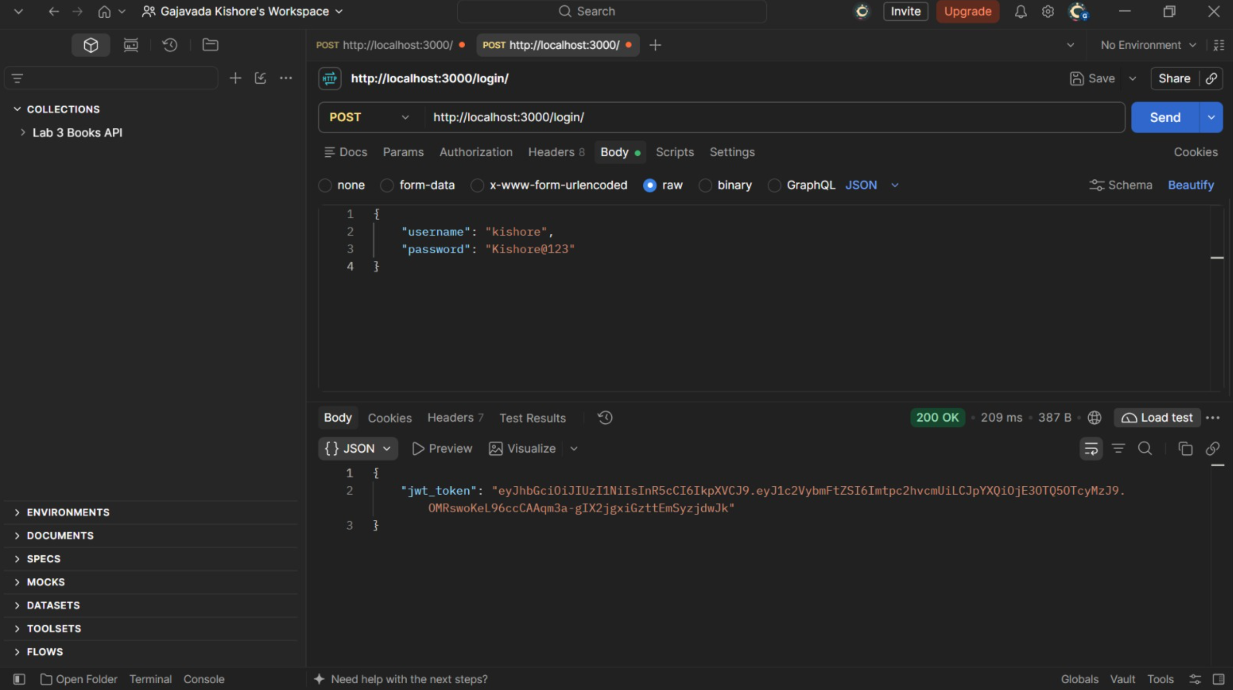 Gajavada Kishore's Workspace
Search
Invite
Upgrade
POST http://localhost:3000/
POST http://localhost:3000/
No Environment
HTTP
http://localhost:3000/login/
Save
Share
COLLECTIONS
Lab 3 Books API
POST
http://localhost:3000/login/
Send
Docs Params Authorization Headers 8 Body Scripts Settings
Cookies
none form-data x-www-form-urlencoded raw binary GraphQL JSON
Schema Beautify
1 {
2 "username": "kishore",
3 "password": "Kishore@123"
4 }
Body Cookies Headers 7 Test Results
200 OK 209 ms 387 B Load test
{} JSON Preview Visualize
1 {
2 "jwt_token": "eyJhbGciOiJIUzI1NiIsInR5cCI6IkpXVCJ9.eyJ1c2VybmFtZSI6Imtpc2hvcmUiLCJpYXQiOjE3OTQ5OTcyMzJ9.
OMRswoKeL96ccCAAqm3a-gIX2jgxiGzttEmSyzjdwJk"
3 }
ENVIRONMENTS
DOCUMENTS
SPECS
MOCKS
DATASETS
TOOLSETS
FLOWS
Open Folder Terminal Console
Need help with the next steps?
Globals Vault Tools